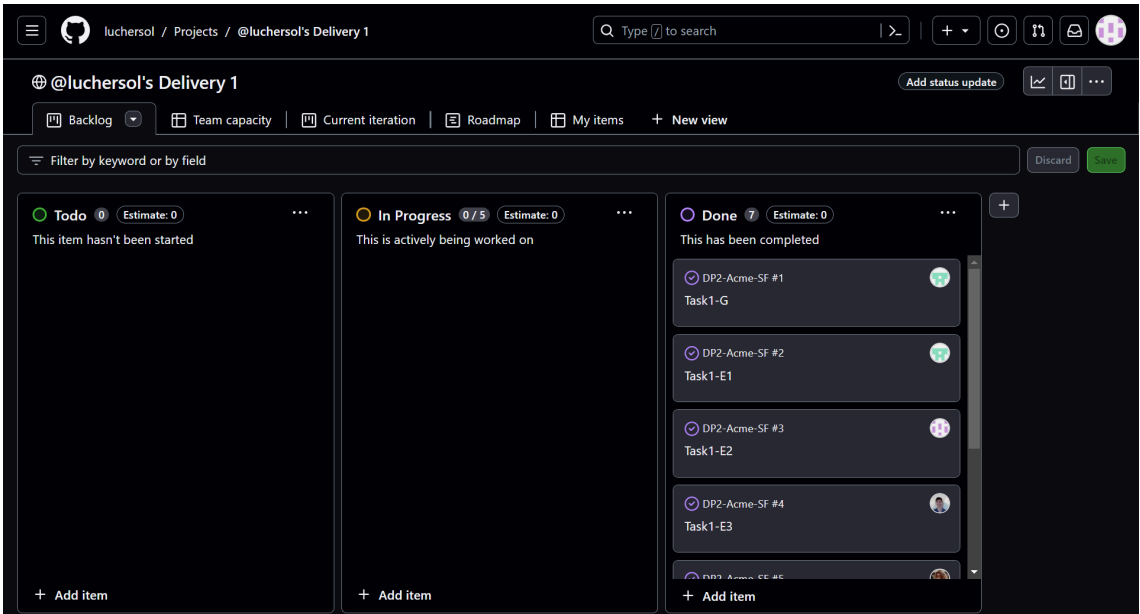 luchersol / Projects / @luchersol's Delivery 1
Type / to search
@luchersol's Delivery 1
Add status update
Backlog
Team capacity
Current iteration
Roadmap
My items
+ New view
Filter by keyword or by field
Discard
Save
Todo 0 Estimate: 0
This item hasn't been started
+ Add item
In Progress 0 / 5 Estimate: 0
This is actively being worked on
+ Add item
Done 7 Estimate: 0
This has been completed
DP2-Acme-SF #1
Task1-G
DP2-Acme-SF #2
Task1-E1
DP2-Acme-SF #3
Task1-E2
DP2-Acme-SF #4
Task1-E3
DP2-Acme-SF #5
+ Add item